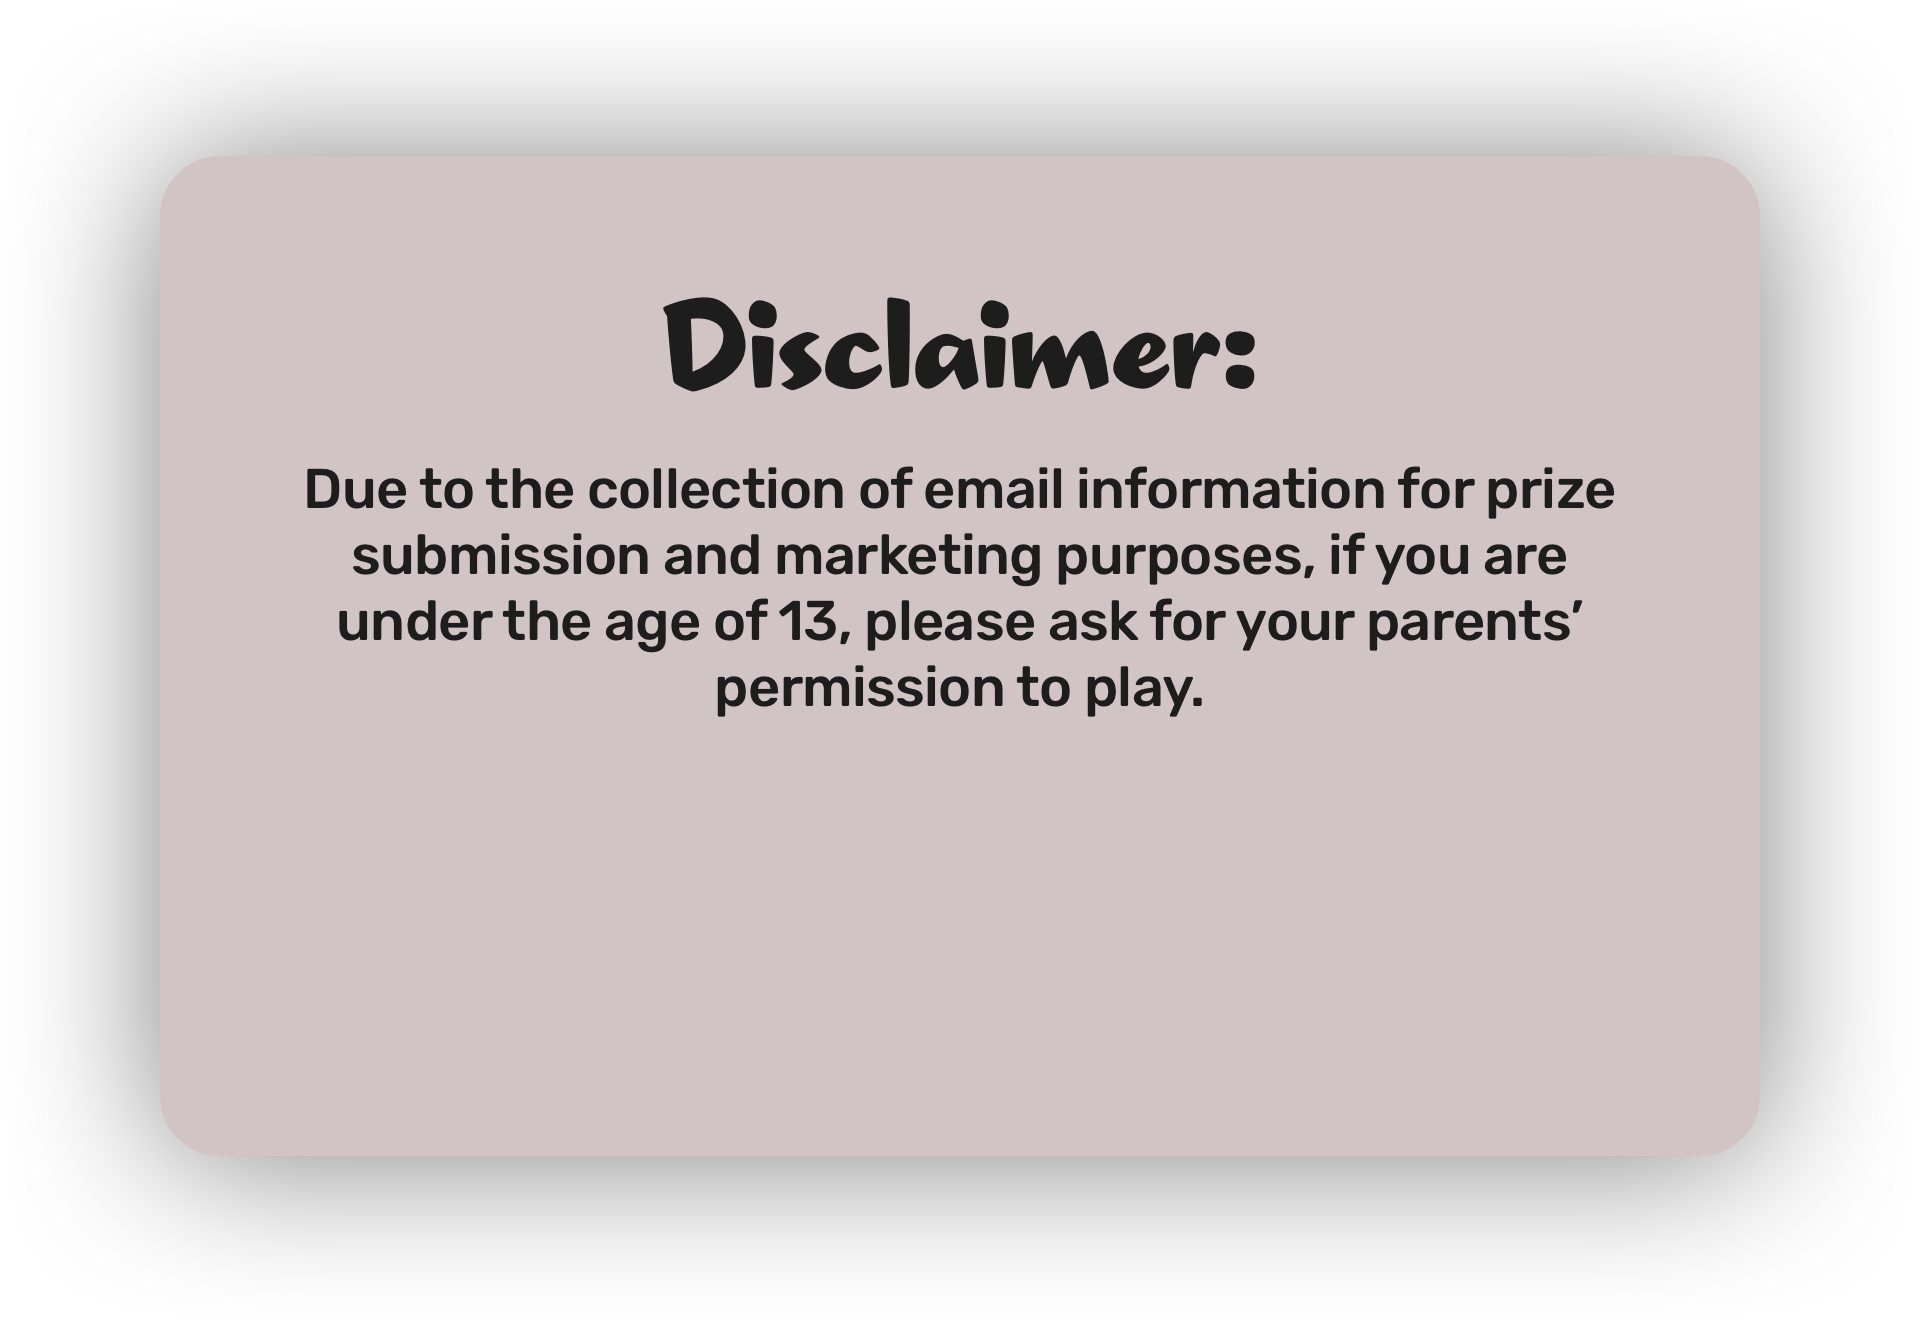 Disclaimer:
Due to the collection of email information for prize
submission and marketing purposes, if you are
under the age of 13, please ask for your parents’
permission to play.